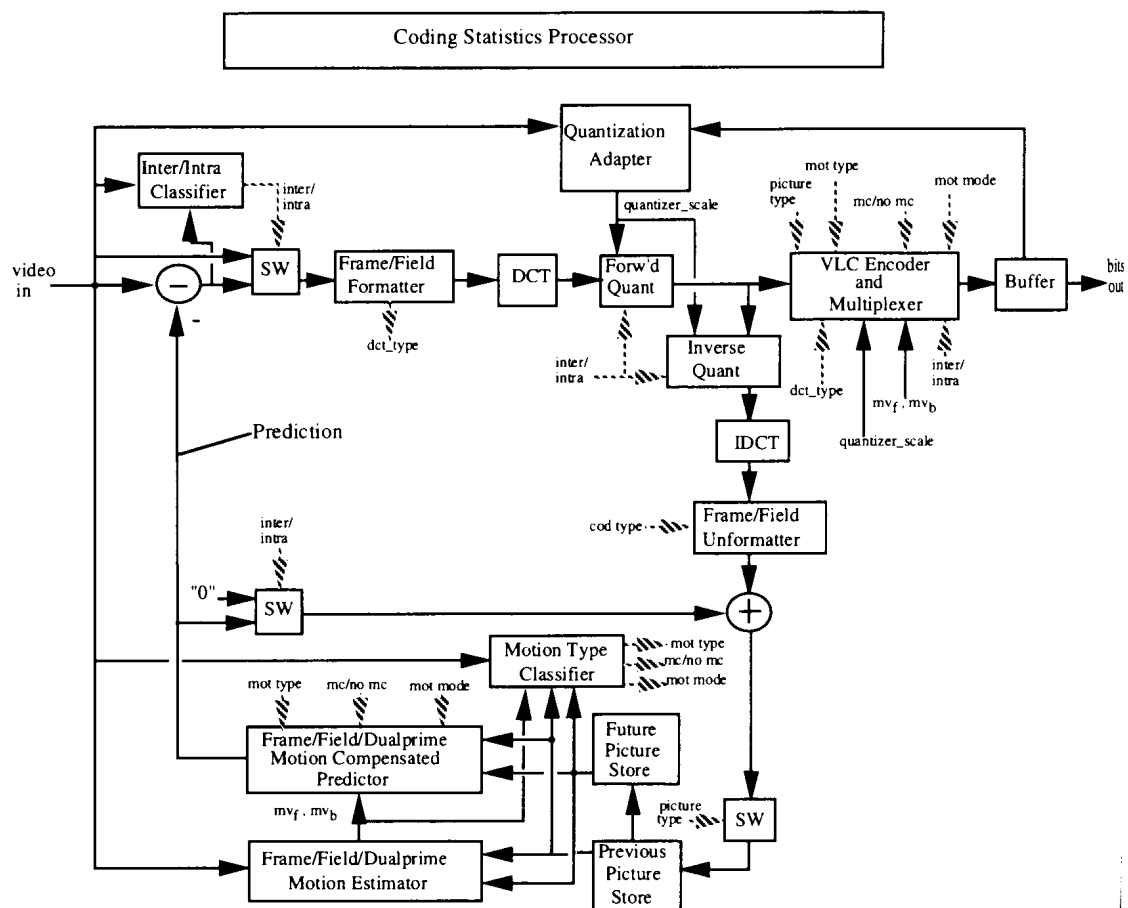 Coding Statistics Processor
Quantization
Adapter
Inter/Intra
Classifier
inter/
intra
quantizer_scale
picture
type
mot type
mc/no mc
mot mode
video
in
−
-
SW
Frame/Field
Formatter
DCT
Forw'd
Quant
VLC Encoder
and
Multiplexer
Buffer
bits
out
dct_type
inter/
intra
Inverse
Quant
dct_type
mvf , mvb
inter/
intra
quantizer_scale
Prediction
IDCT
cod type
Frame/Field
Unformatter
inter/
intra
"0"
SW
+
Motion Type
Classifier
mot type
mc/no mc
mot mode
mot type
mc/no mc
mot mode
Frame/Field/Dualprime
Motion Compensated
Predictor
Future
Picture
Store
mvf , mvb
picture
type
SW
Frame/Field/Dualprime
Motion Estimator
Previous
Picture
Store